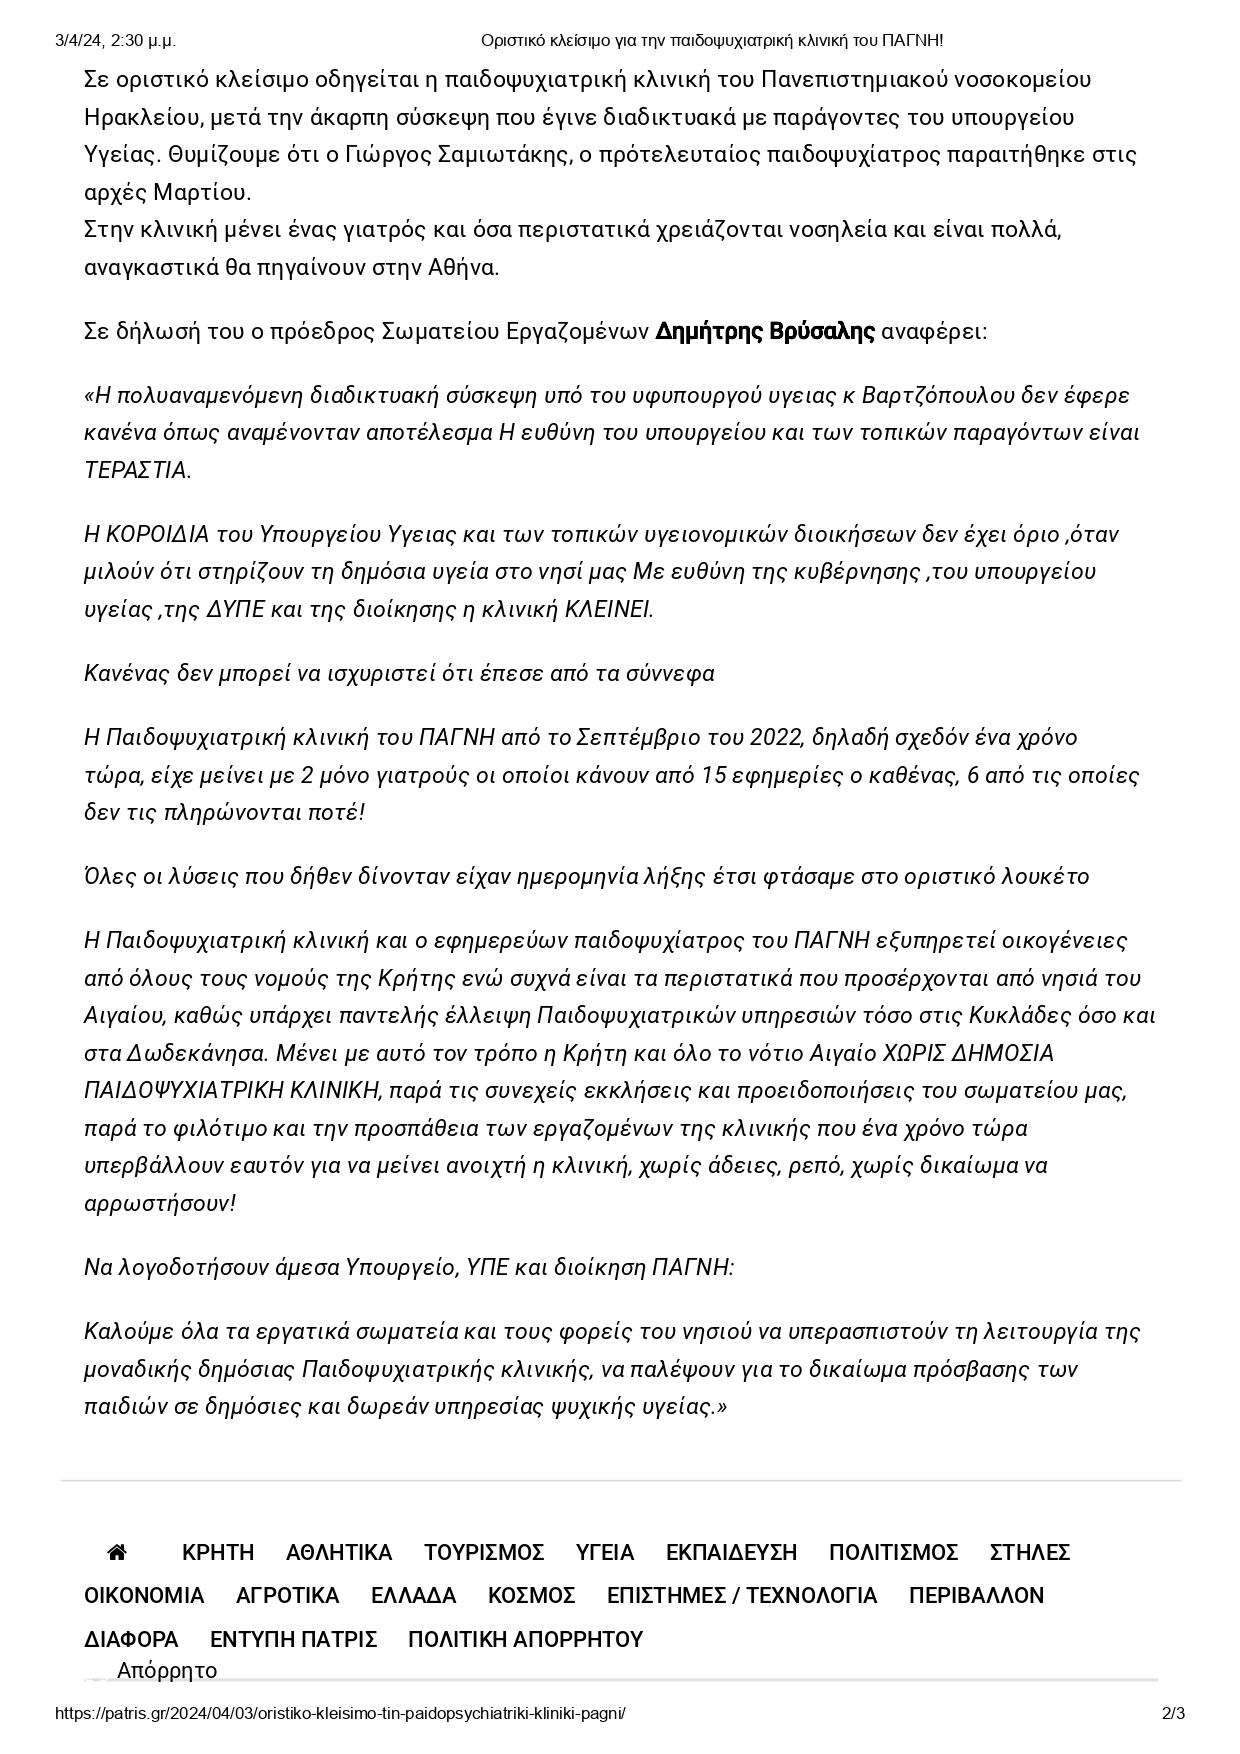 3/4/24, 2:30 μ.μ. Οριστικό κλείσιμο για την παιδοψυχιατρική κλινική του ΠΑΓΝΗ!
Σε οριστικό κλείσιμο οδηγείται η παιδοψυχιατρική κλινική του Πανεπιστημιακού νοσοκομείου
Ηρακλείου, μετά την άκαρπη σύσκεψη που έγινε διαδικτυακά με παράγοντες του υπουργείου
Υγείας. Θυμίζουμε ότι ο Γιώργος Σαμιωτάκης, ο πρότελευταίος παιδοψυχίατρος παραιτήθηκε στις
αρχές Μαρτίου.
Στην κλινική μένει ένας γιατρός και όσα περιστατικά χρειάζονται νοσηλεία και είναι πολλά,
αναγκαστικά θα πηγαίνουν στην Αθήνα.
Σε δήλωσή του ο πρόεδρος Σωματείου Εργαζομένων Δημήτρης Βρύσαλης αναφέρει:
«Η πολυαναμενόμενη διαδικτυακή σύσκεψη υπό του υφυπουργού υγειας κ Βαρτζόπουλου δεν έφερε
κανένα όπως αναμένονταν αποτέλεσμα Η ευθύνη του υπουργείου και των τοπικών παραγόντων είναι
ΤΕΡΑΣΤΙΑ.
Η ΚΟΡΟΙΔΙΑ του Υπουργείου Υγειας και των τοπικών υγειονομικών διοικήσεων δεν έχει όριο ,όταν
μιλούν ότι στηρίζουν τη δημόσια υγεία στο νησί μας Με ευθύνη της κυβέρνησης ,του υπουργείου
υγείας ,της ΔΥΠΕ και της διοίκησης η κλινική ΚΛΕΙΝΕΙ.
Κανένας δεν μπορεί να ισχυριστεί ότι έπεσε από τα σύννεφα
Η Παιδοψυχιατρική κλινική του ΠΑΓΝΗ από το Σεπτέμβριο του 2022, δηλαδή σχεδόν ένα χρόνο
τώρα, είχε μείνει με 2 μόνο γιατρούς οι οποίοι κάνουν από 15 εφημερίες ο καθένας, 6 από τις οποίες
δεν τις πληρώνονται ποτέ!
Όλες οι λύσεις που δήθεν δίνονταν είχαν ημερομηνία λήξης έτσι φτάσαμε στο οριστικό λουκέτο
Η Παιδοψυχιατρική κλινική και ο εφημερεύων παιδοψυχίατρος του ΠΑΓΝΗ εξυπηρετεί οικογένειες
από όλους τους νομούς της Κρήτης ενώ συχνά είναι τα περιστατικά που προσέρχονται από νησιά του
Αιγαίου, καθώς υπάρχει παντελής έλλειψη Παιδοψυχιατρικών υπηρεσιών τόσο στις Κυκλάδες όσο και
στα Δωδεκάνησα. Μένει με αυτό τον τρόπο η Κρήτη και όλο το νότιο Αιγαίο ΧΩΡΙΣ ΔΗΜΟΣΙΑ
ΠΑΙΔΟΨΥΧΙΑΤΡΙΚΗ ΚΛΙΝΙΚΗ, παρά τις συνεχείς εκκλήσεις και προειδοποιήσεις του σωματείου μας,
παρά το φιλότιμο και την προσπάθεια των εργαζομένων της κλινικής που ένα χρόνο τώρα
υπερβάλλουν εαυτόν για να μείνει ανοιχτή η κλινική, χωρίς άδειες, ρεπό, χωρίς δικαίωμα να
αρρωστήσουν!
Να λογοδοτήσουν άμεσα Υπουργείο, ΥΠΕ και διοίκηση ΠΑΓΝΗ:
Καλούμε όλα τα εργατικά σωματεία και τους φορείς του νησιού να υπερασπιστούν τη λειτουργία της
μοναδικής δημόσιας Παιδοψυχιατρικής κλινικής, να παλέψουν για το δικαίωμα πρόσβασης των
παιδιών σε δημόσιες και δωρεάν υπηρεσίας ψυχικής υγείας.»
ΚΡΗΤΗ ΑΘΛΗΤΙΚΑ ΤΟΥΡΙΣΜΟΣ ΥΓΕΙΑ ΕΚΠΑΙΔΕΥΣΗ ΠΟΛΙΤΙΣΜΟΣ ΣΤΗΛΕΣ
ΟΙΚΟΝΟΜΙΑ ΑΓΡΟΤΙΚΑ ΕΛΛΑΔΑ ΚΟΣΜΟΣ ΕΠΙΣΤΗΜΕΣ / ΤΕΧΝΟΛΟΓΙΑ ΠΕΡΙΒΑΛΛΟΝ
ΔΙΑΦΟΡΑ ΕΝΤΥΠΗ ΠΑΤΡΙΣ ΠΟΛΙΤΙΚΗ ΑΠΟΡΡΗΤΟΥ
Απόρρητο
https://patris.gr/2024/04/03/oristiko-kleisimo-tin-paidopsychiatriki-kliniki-pagni/ 2/3